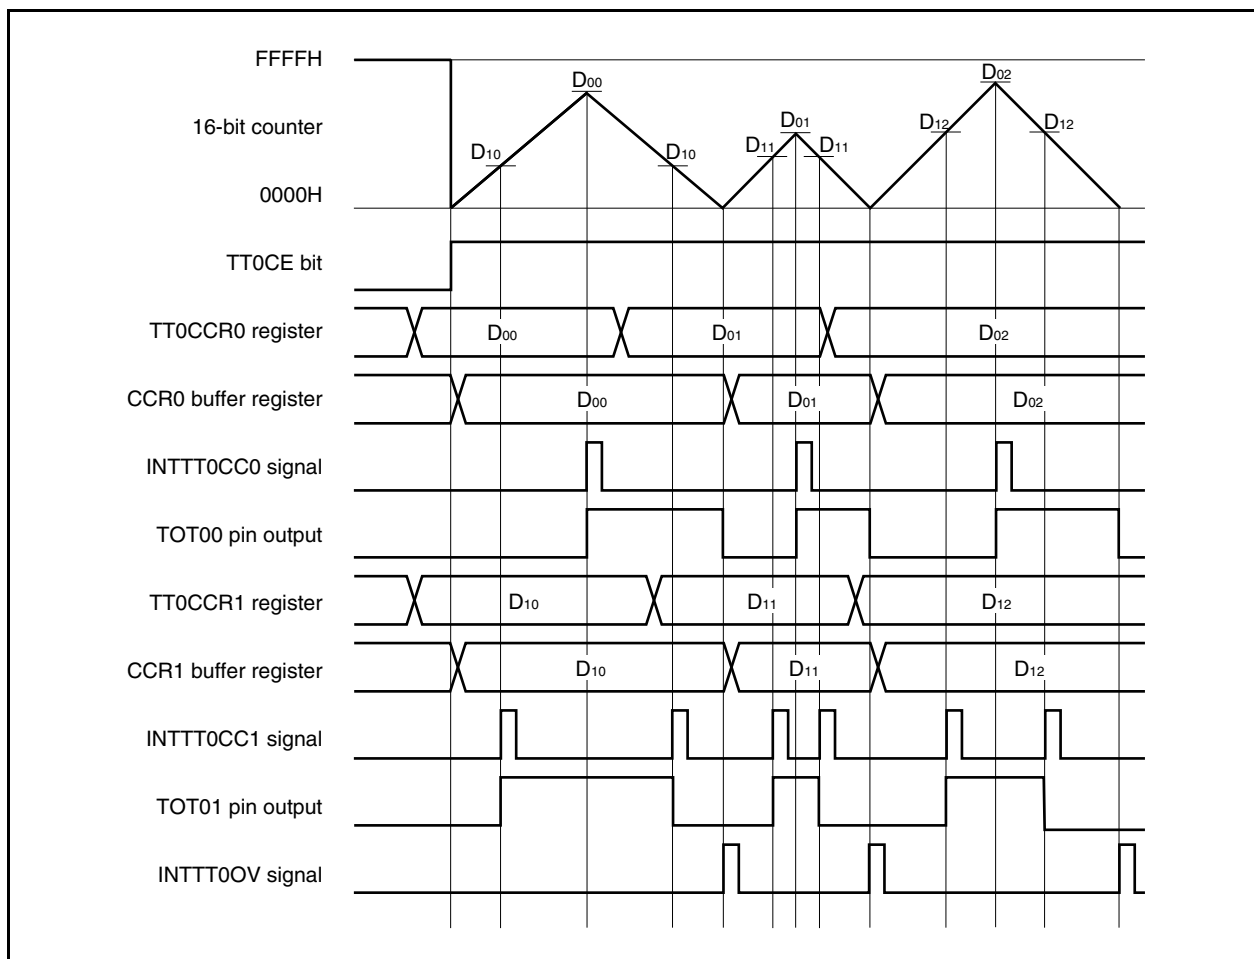 FFFFH
D00
D02
16-bit counter
D10
D10
D11
D01
D11
D12
D12
0000H
TT0CE bit
TT0CCR0 register
D00
D01
D02
CCR0 buffer register
D00
D01
D02
INTTT0CC0 signal
TOT00 pin output
TT0CCR1 register
D10
D11
D12
CCR1 buffer register
D10
D11
D12
INTTT0CC1 signal
TOT01 pin output
INTTT0OV signal